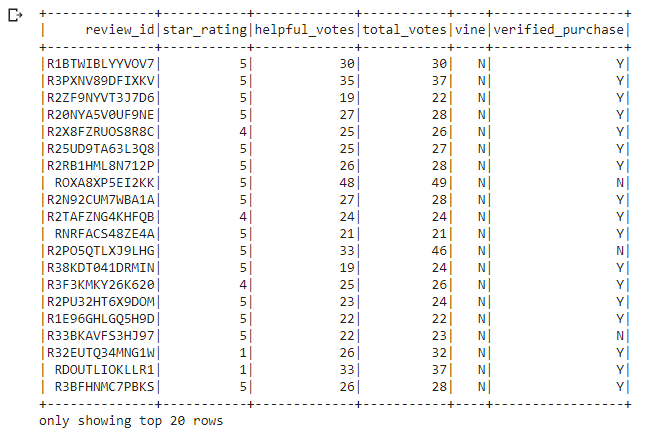 +--------------+-----------+-------------+-----------+----+-----------------+
|     review_id|star_rating|helpful_votes|total_votes|vine|verified_purchase|
+--------------+-----------+-------------+-----------+----+-----------------+
|R1BTWIBLYYVOV7|          5|           30|         30|   N|                Y|
|R3PXNV89DFIXKV|          5|           35|         37|   N|                Y|
|R2ZF9NYVT3J7D6|          5|           19|         22|   N|                Y|
|R20NYA5V0UF9NE|          5|           27|         28|   N|                Y|
|R2X8FZRUOS8R8C|          4|           25|         26|   N|                Y|
|R25UD9TA63L3Q8|          5|           25|         27|   N|                Y|
|R2RB1HML8N712P|          5|           26|         28|   N|                Y|
| ROXA8XP5EI2KK|          5|           48|         49|   N|                N|
|R2N92CUM7WBA1A|          5|           27|         28|   N|                Y|
|R2TAFZNG4KHFQB|          4|           24|         24|   N|                Y|
| RNRFACS48ZE4A|          5|           21|         21|   N|                Y|
|R2PO5QTLXJ9LHG|          5|           33|         46|   N|                N|
|R38KDT041DRMIN|          5|           19|         24|   N|                Y|
|R3F3KMKY26K620|          4|           25|         26|   N|                Y|
|R2PU32HT6X9DOM|          5|           23|         24|   N|                Y|
|R1E96GHLGQ5H9D|          5|           22|         22|   N|                Y|
|R33BKAVFS3HJ97|          5|           22|         23|   N|                N|
|R32EUTQ34MNG1W|          1|           26|         32|   N|                Y|
| RDOUTLIOKLLR1|          1|           33|         37|   N|                Y|
| R3BFHNMC7PBKS|          5|           26|         28|   N|                Y|
+--------------+-----------+-------------+-----------+----+-----------------+
only showing top 20 rows